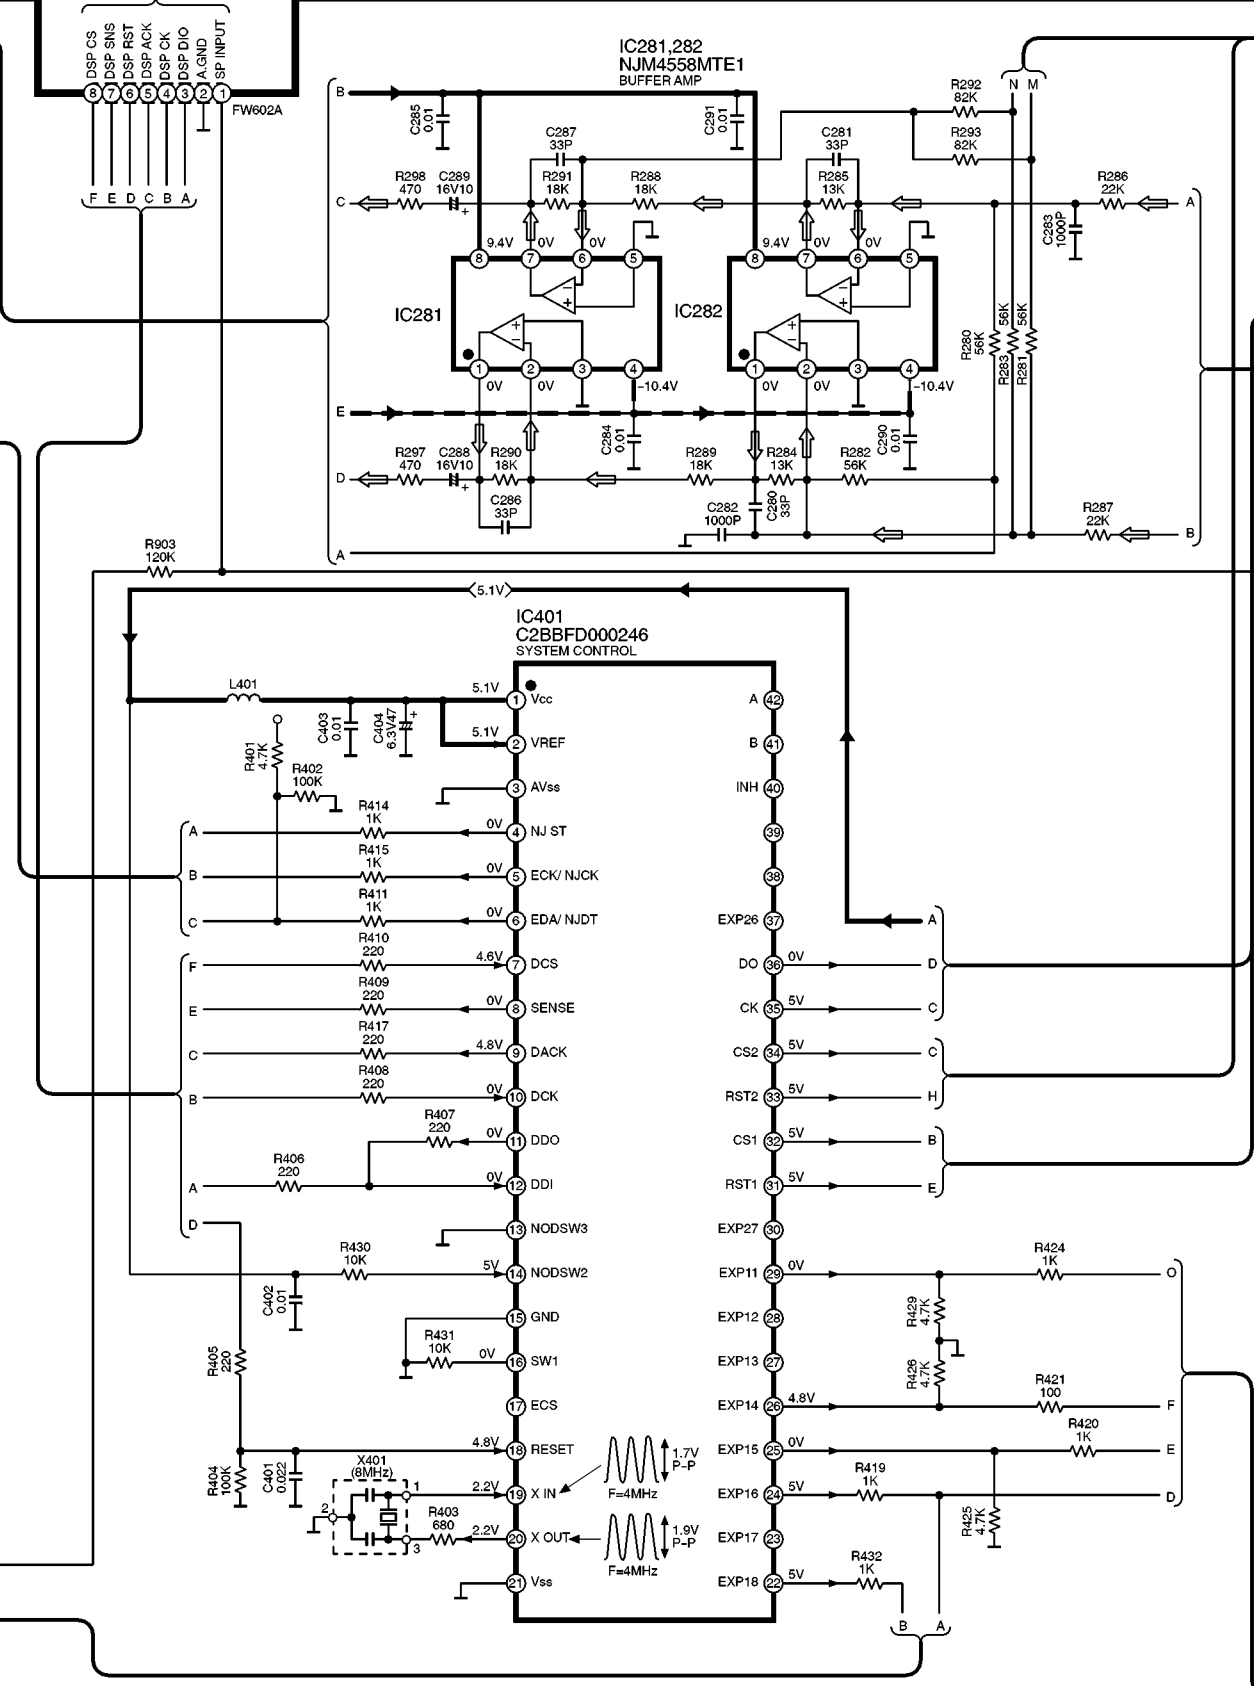 DSP CS
DSP SNS
DSP RST
DSP ACK
DSP CK
DSP DIO
A.GND
SP INPUT
8 7 6 5 4 3 2 1
FW602A
F E D C B A
IC281,282
NJM4558MTE1
BUFFER AMP
N M
B
C285
0.01
C291
0.01
R292
82K
R293
82K
C287
33P
C281
33P
R298
470
C289
16V10
+
R291
18K
R288
18K
R285
13K
R286
22K
C
A
C283
1000P
9.4V 0V 0V
9.4V 0V 0V
8 7 6 5
8 7 6 5
IC281
IC282
− +
+ −
− +
+ −
1 2 3 4
1 2 3 4
0V 0V −10.4V
0V 0V −10.4V
R280
56K
R283
56K
R281
56K
E
C284
0.01
C290
0.01
R297
470
C288
16V10
+
R290
18K
R289
18K
R284
13K
R282
56K
D
C286
33P
C282
1000P
C280
33P
R287
22K
B
A
R903
120K
5.1V
IC401
C2BBFD000246
SYSTEM CONTROL
L401
5.1V 1 Vcc
C403
0.01
C404
6.3V47
+
5.1V 2 VREF
R401
4.7K
R402
100K
3 AVss
A R414 1K 0V 4 NJ ST
B R415 1K 0V 5 ECK/ NJCK
C R411 1K 0V 6 EDA/ NJDT
F R410 220 4.6V 7 DCS
E R409 220 0V 8 SENSE
C R417 220 4.8V 9 DACK
B R408 220 0V 10 DCK
R407 220 0V 11 DDO
A R406 220 0V 12 DDI
D
13 NODSW3
R430 10K 5V 14 NODSW2
C402
0.01
15 GND
R431 10K 0V 16 SW1
R405
220
17 ECS
4.8V 18 RESET
R404
100K
C401
0.022
X401
(8MHz)
1 2 3
2.2V 19 X IN
R403
680
2.2V 20 X OUT
21 Vss
1.7V
P-P
F=4MHz
1.9V
P-P
F=4MHz
A 42
B 41
INH 40
39
38
EXP26 37
A
DO 36 0V D
CK 35 5V C
CS2 34 5V C
RST2 33 5V H
CS1 32 5V B
RST1 31 5V E
EXP27 30
EXP11 29 0V R424 1K O
R429
4.7K
EXP12 28
EXP13 27
R426
4.7K
EXP14 26 4.8V R421 100 F
EXP15 25 0V R420 1K E
EXP16 24 5V R419 1K D
R425
4.7K
EXP17 23
EXP18 22 5V R432 1K
B A